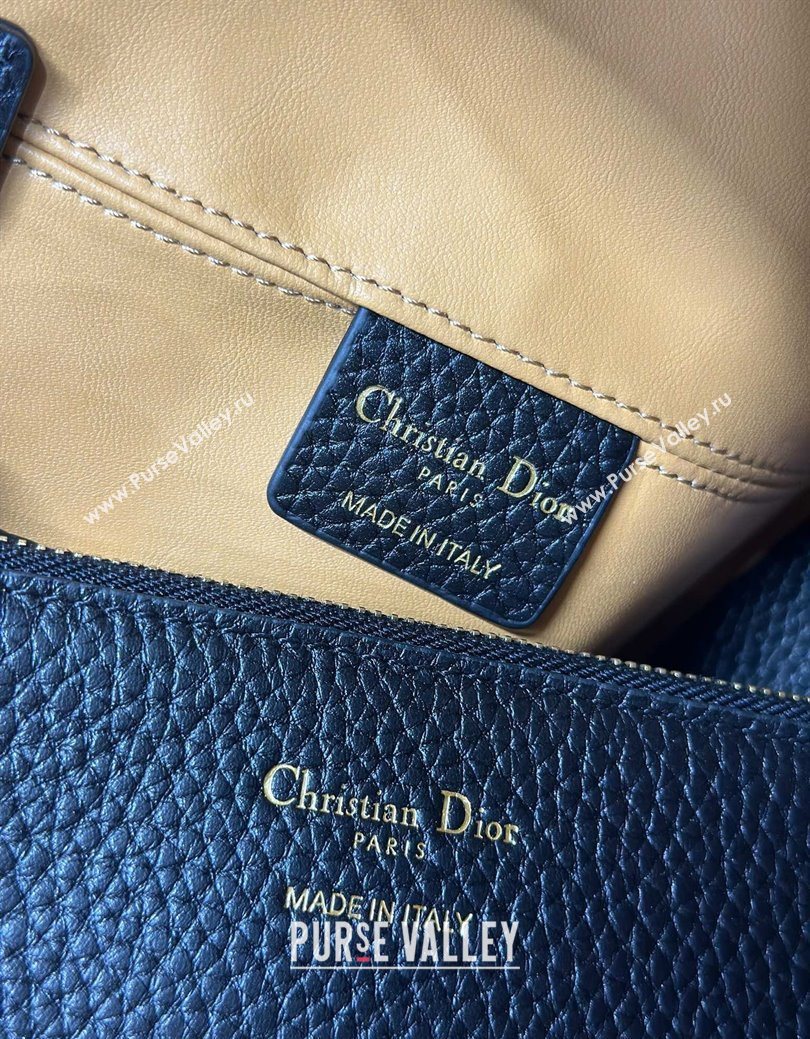 www.PurseValley.ru
www.PurseValley.ru
Christian Dior
PARIS
MADE IN ITALY
Christian Dior
PARIS
MADE IN ITALY
PURSE VALLEY